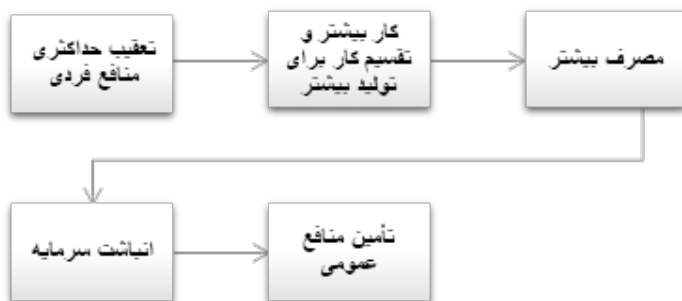 تعقیب حداکثری
منافع فردی
کار بیشتر و
تقسیم کار برای
تولید بیشتر
مصرف بیشتر
انباشت سرمایه
تأمین منافع
عمومی